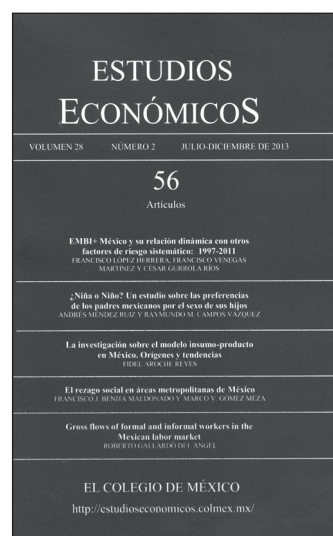 ESTUDIOS
ECONÓMICOS
VOLUMEN 28 NÚMERO 2 JULIO-DICIEMBRE DE 2013
56
Artículos
EMBI+ México y su relación dinámica con otros
factores de riesgo sistemático: 1997-2011
FRANCISCO LÓPEZ HERRERA, FRANCISCO VENEGAS
MARTÍNEZ Y CÉSAR GURROLA RÍOS
¿Niña o Niño? Un estudio sobre las preferencias
de los padres mexicanos por el sexo de sus hijos
ANDRÉS MÉNDEZ RUIZ Y RAYMUNDO M. CAMPOS VÁZQUEZ
La investigación sobre el modelo insumo-producto
en México. Orígenes y tendencias
FIDEL AROCHE REYES
El rezago social en áreas metropolitanas de México
FRANCISCO J. BENITA MALDONADO Y MARCO V. GÓMEZ MEZA
Gross flows of formal and informal workers in the
Mexican labor market
ROBERTO GALLARDO DEL ANGEL
EL COLEGIO DE MÉXICO
http://estudioseconomicos.colmex.mx/